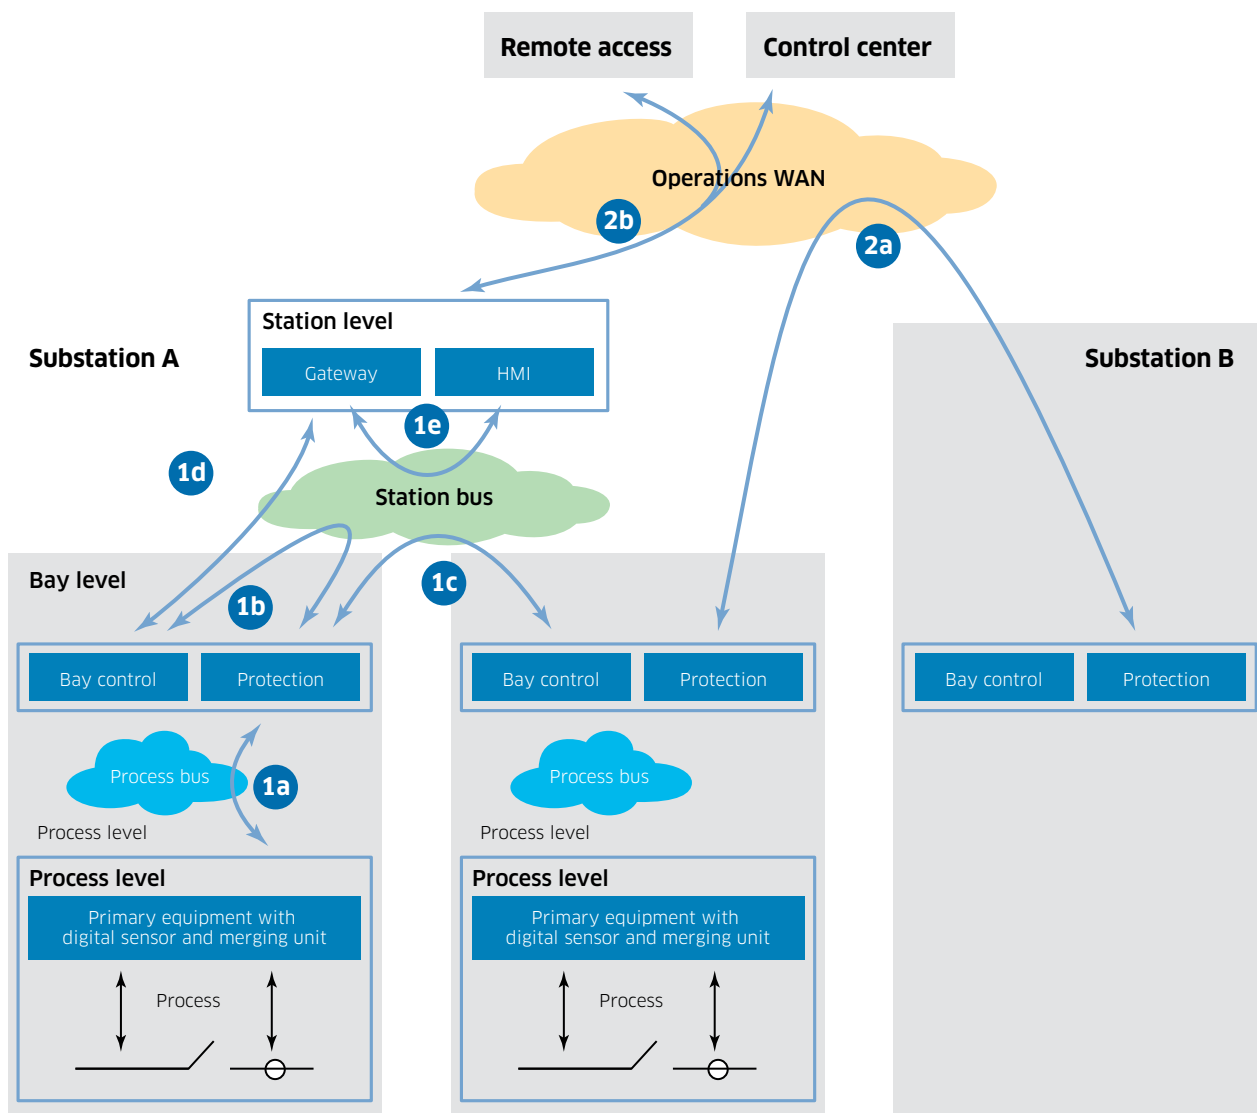 Remote access
Control center
Operations WAN
2b
2a
Station level
Substation A
Gateway
HMI
Substation B
1e
1d
Station bus
Bay level
1b
1c
Bay control
Protection
Bay control
Protection
Bay control
Protection
Process bus
1a
Process bus
Process level
Process level
Process level
Primary equipment with
digital sensor and merging unit
Process
Process level
Primary equipment with
digital sensor and merging unit
Process